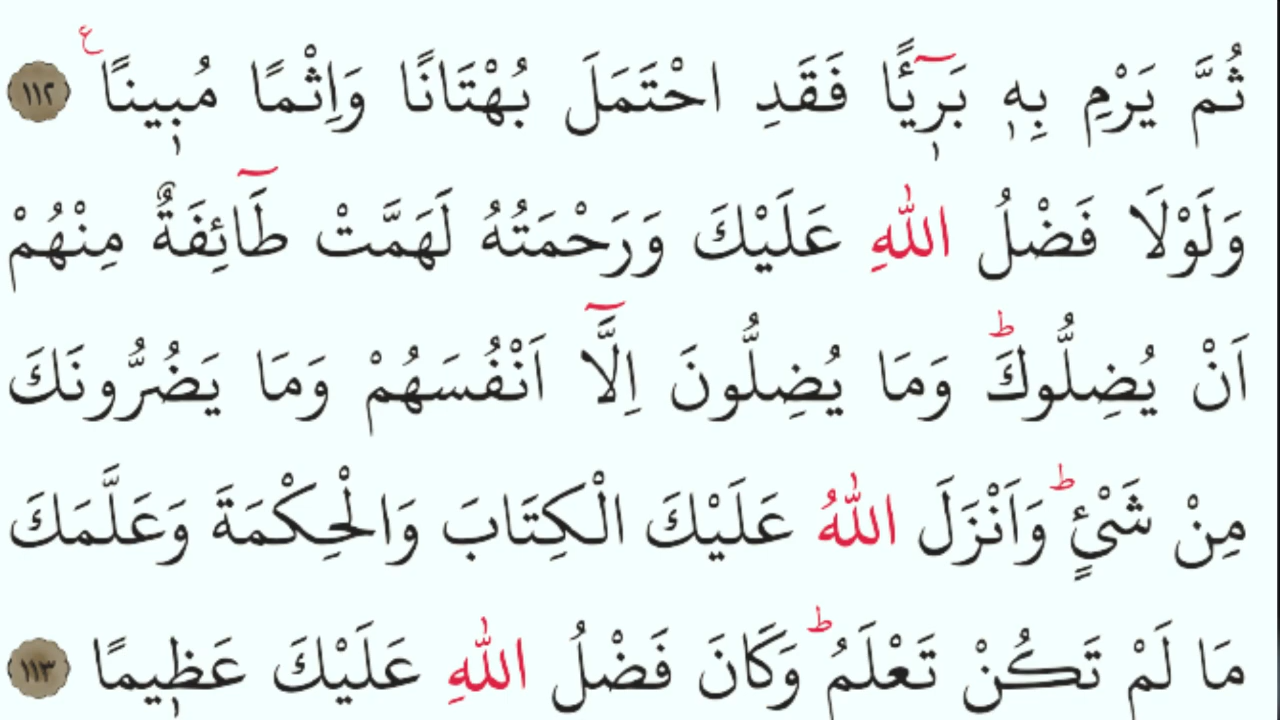 ثُمَّ يَرْمِ بِهٖ بَرٖٓيـًٔا فَقَدِ احْتَمَلَ بُهْتَانًا وَاِثْمًا مُبٖينًا ع ١١٢
وَلَوْلَا فَضْلُ اللّٰهِ عَلَيْكَ وَرَحْمَتُهُ لَهَمَّتْ طَٓائِفَةٌ مِنْهُمْ
اَنْ يُضِلُّوكَ ط وَمَا يُضِلُّونَ اِلَّٓا اَنْفُسَهُمْ وَمَا يَضُرُّونَكَ
مِنْ شَیْءٍ ط وَاَنْزَلَ اللّٰهُ عَلَيْكَ الْكِتَابَ وَالْحِكْمَةَ وَعَلَّمَكَ
مَا لَمْ تَكُنْ تَعْلَمُ ط وَكَانَ فَضْلُ اللّٰهِ عَلَيْكَ عَظٖيمًا ١١٣